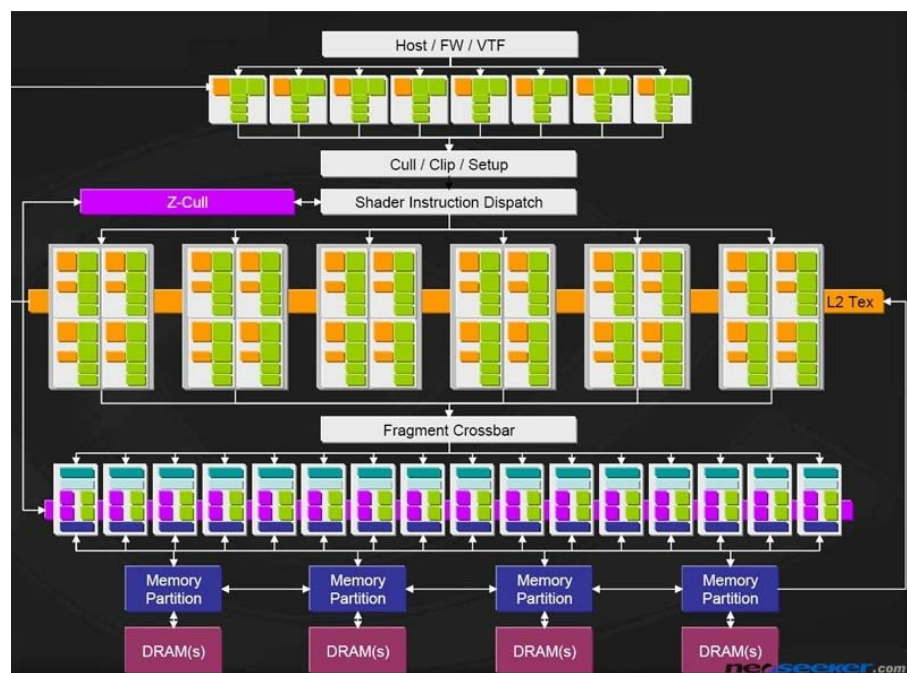 Host / FW / VTF
Cull / Clip / Setup
Z-Cull
Shader Instruction Dispatch
L2 Tex
Fragment Crossbar
Memory Partition
Memory Partition
Memory Partition
Memory Partition
DRAM(s)
DRAM(s)
DRAM(s)
DRAM(s)
neoseeker.com